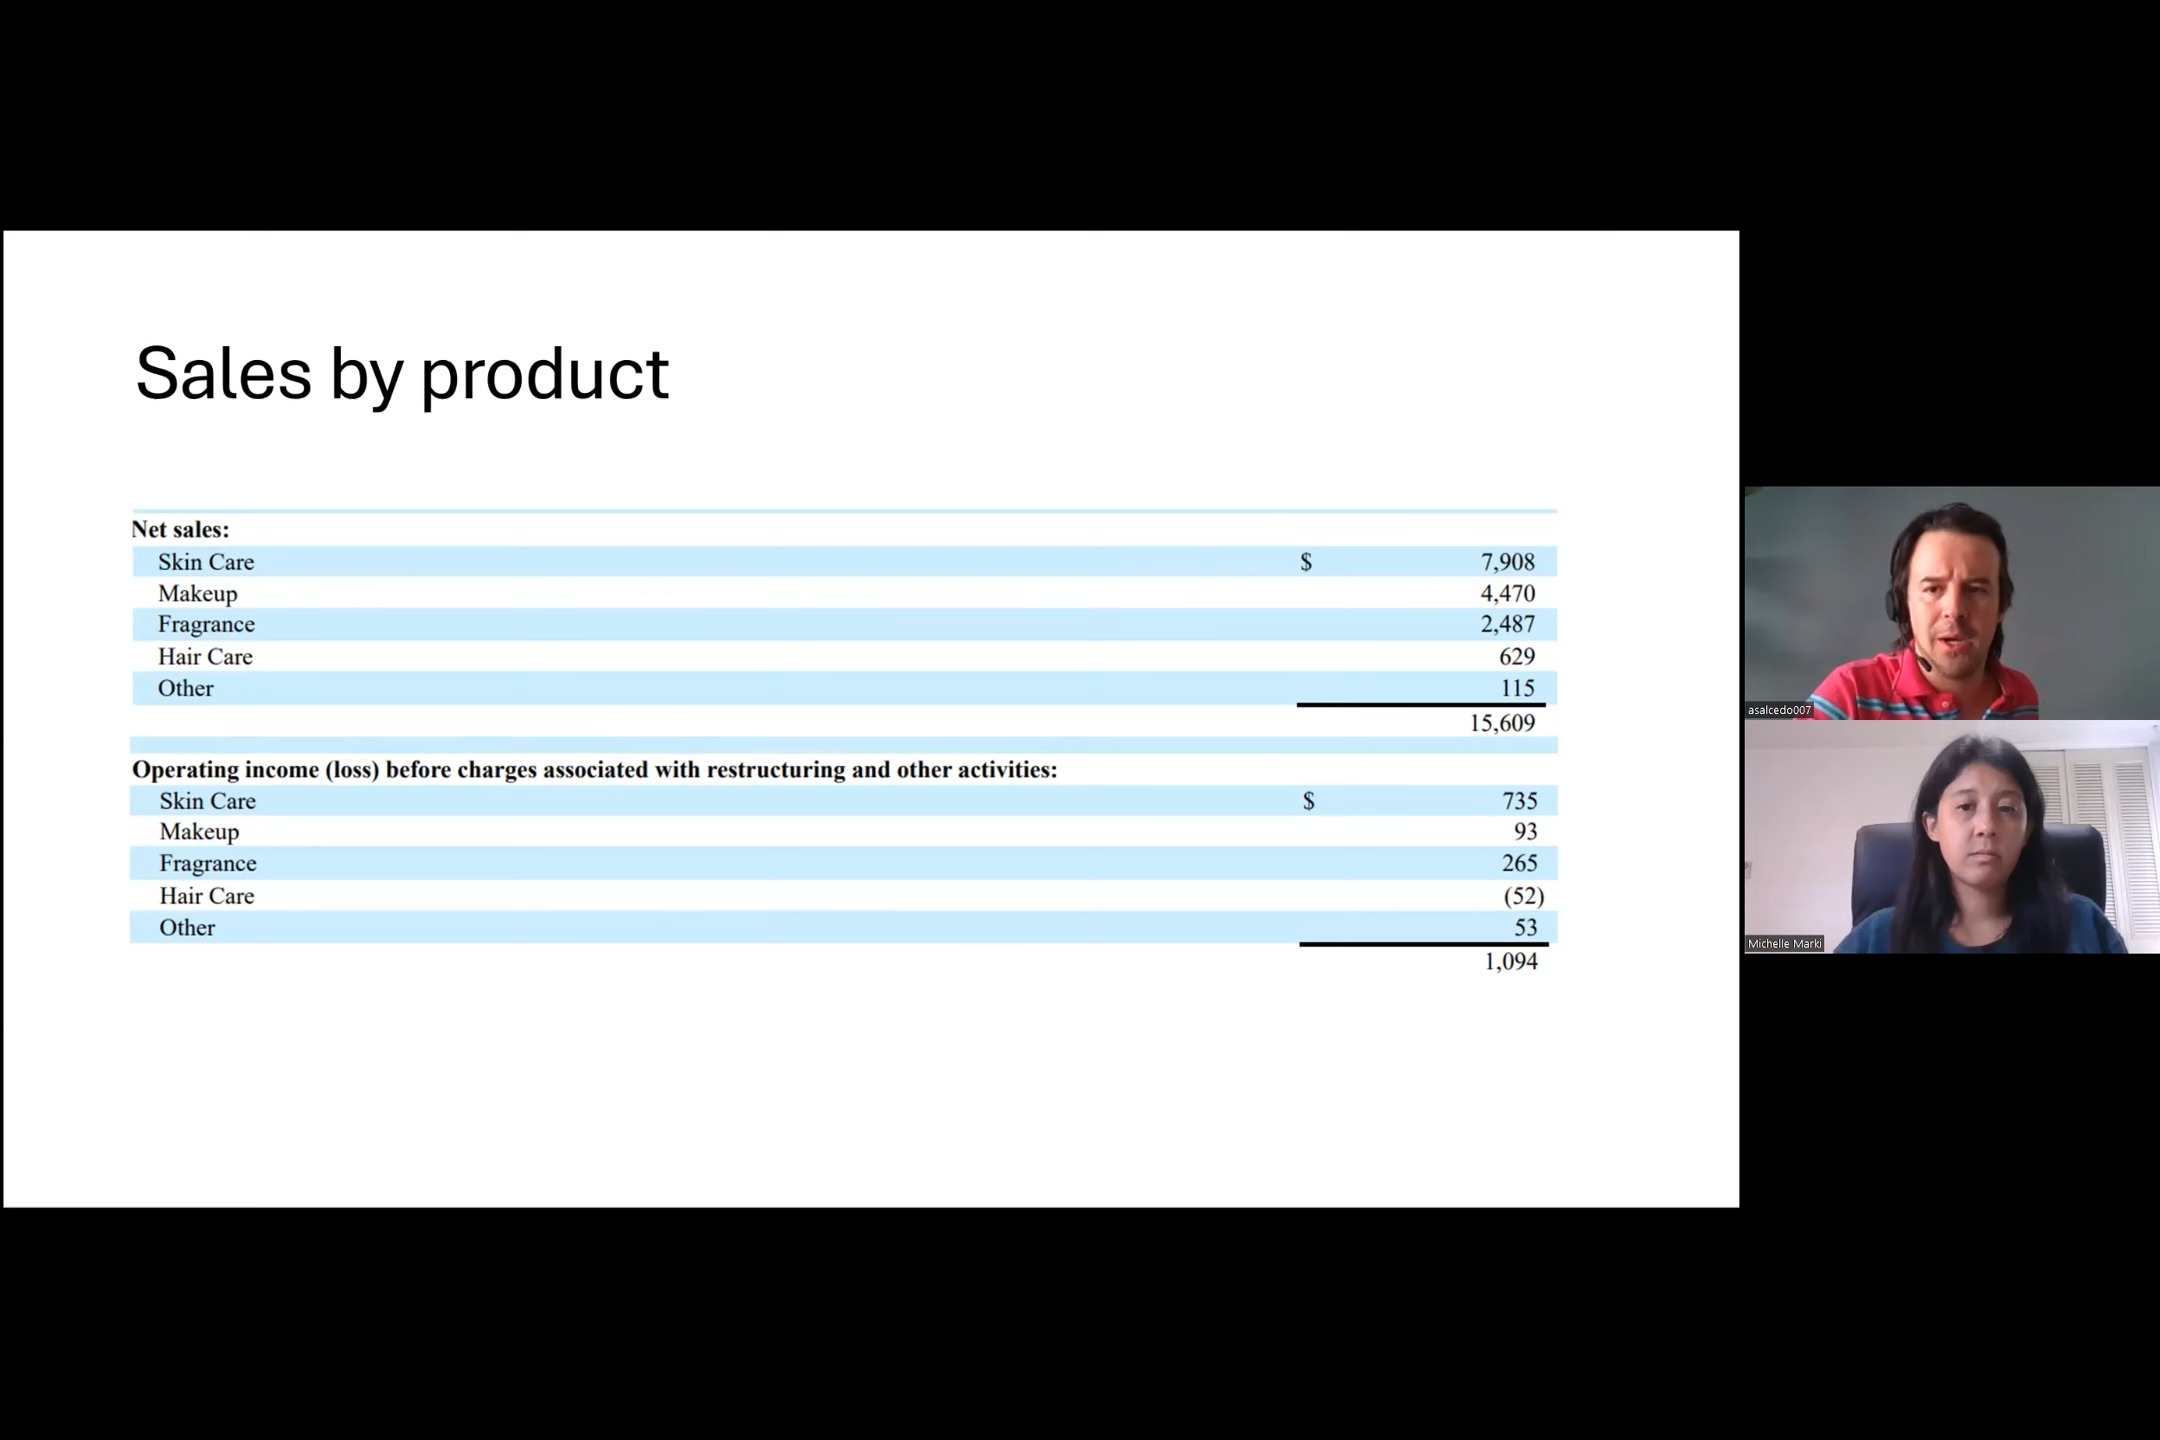 Sales by product
Net sales:
Skin Care $ 7,908
Makeup 4,470
Fragrance 2,487
Hair Care 629
Other 115
15,609
Operating income (loss) before charges associated with restructuring and other activities:
Skin Care $ 735
Makeup 93
Fragrance 265
Hair Care (52)
Other 53
1,094
asalcedo007
Michelle Marki